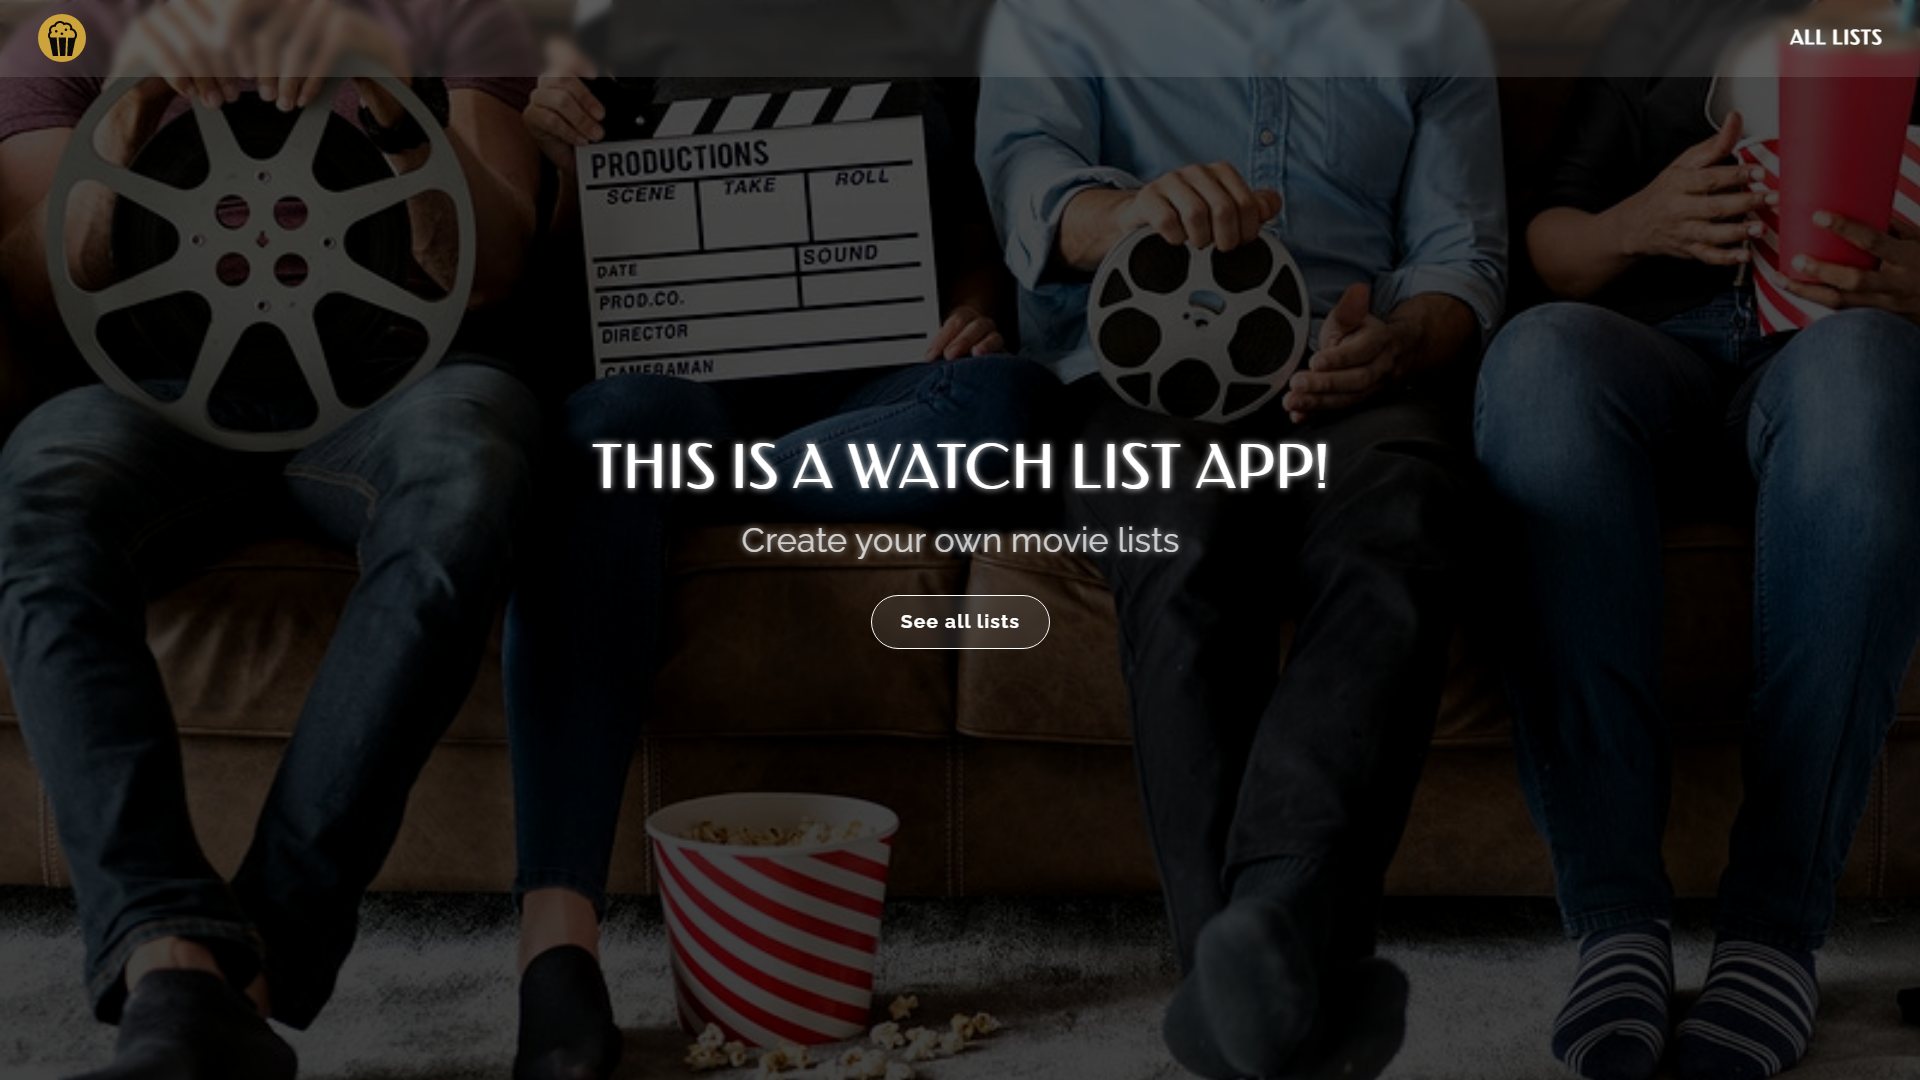 ALL LISTS
PRODUCTIONS
SCENE TAKE ROLL
DATE SOUND
PROD.CO.
DIRECTOR
CAMERAMAN
THIS IS A WATCH LIST APP!
Create your own movie lists
See all lists